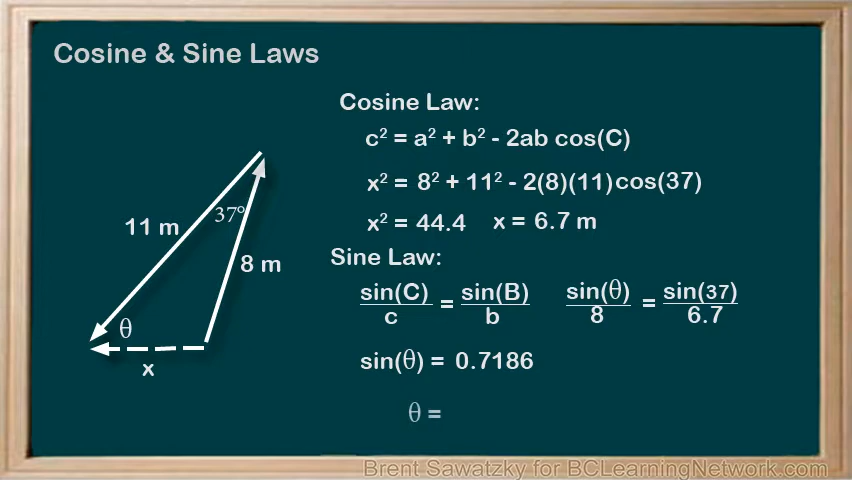 Cosine & Sine Laws
Cosine Law:
c² = a² + b² - 2ab cos(C)
x² = 8² + 11² - 2(8)(11)cos(37)
x² = 44.4 x = 6.7 m
Sine Law:
sin(C)/c = sin(B)/b sin(θ)/8 = sin(37)/6.7
sin(θ) = 0.7186
θ =
37°
11 m
8 m
θ
x
Brent Sawatzky for BCLearningNetwork.com